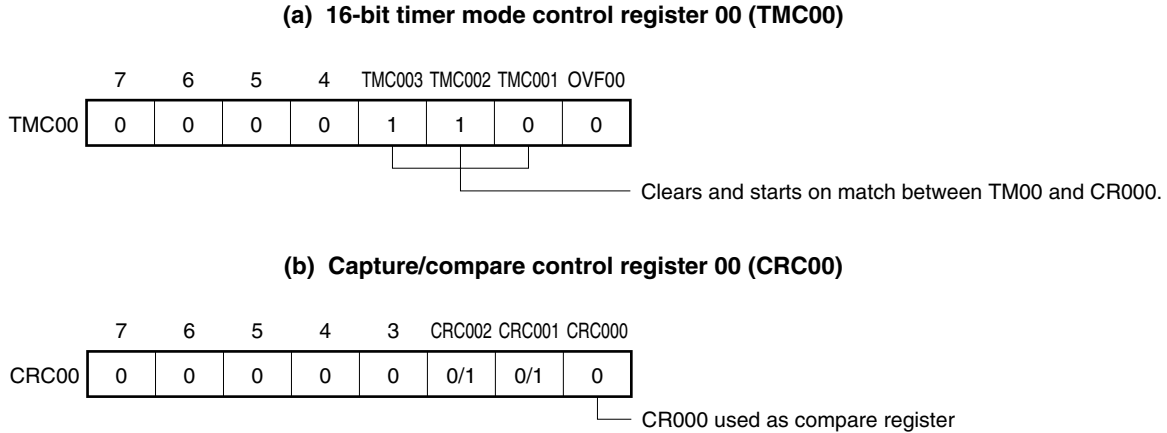 (a) 16-bit timer mode control register 00 (TMC00)
7 6 5 4 TMC003 TMC002 TMC001 OVF00
TMC00 0 0 0 0 1 1 0 0
Clears and starts on match between TM00 and CR000.
(b) Capture/compare control register 00 (CRC00)
7 6 5 4 3 CRC002 CRC001 CRC000
CRC00 0 0 0 0 0 0/1 0/1 0
CR000 used as compare register